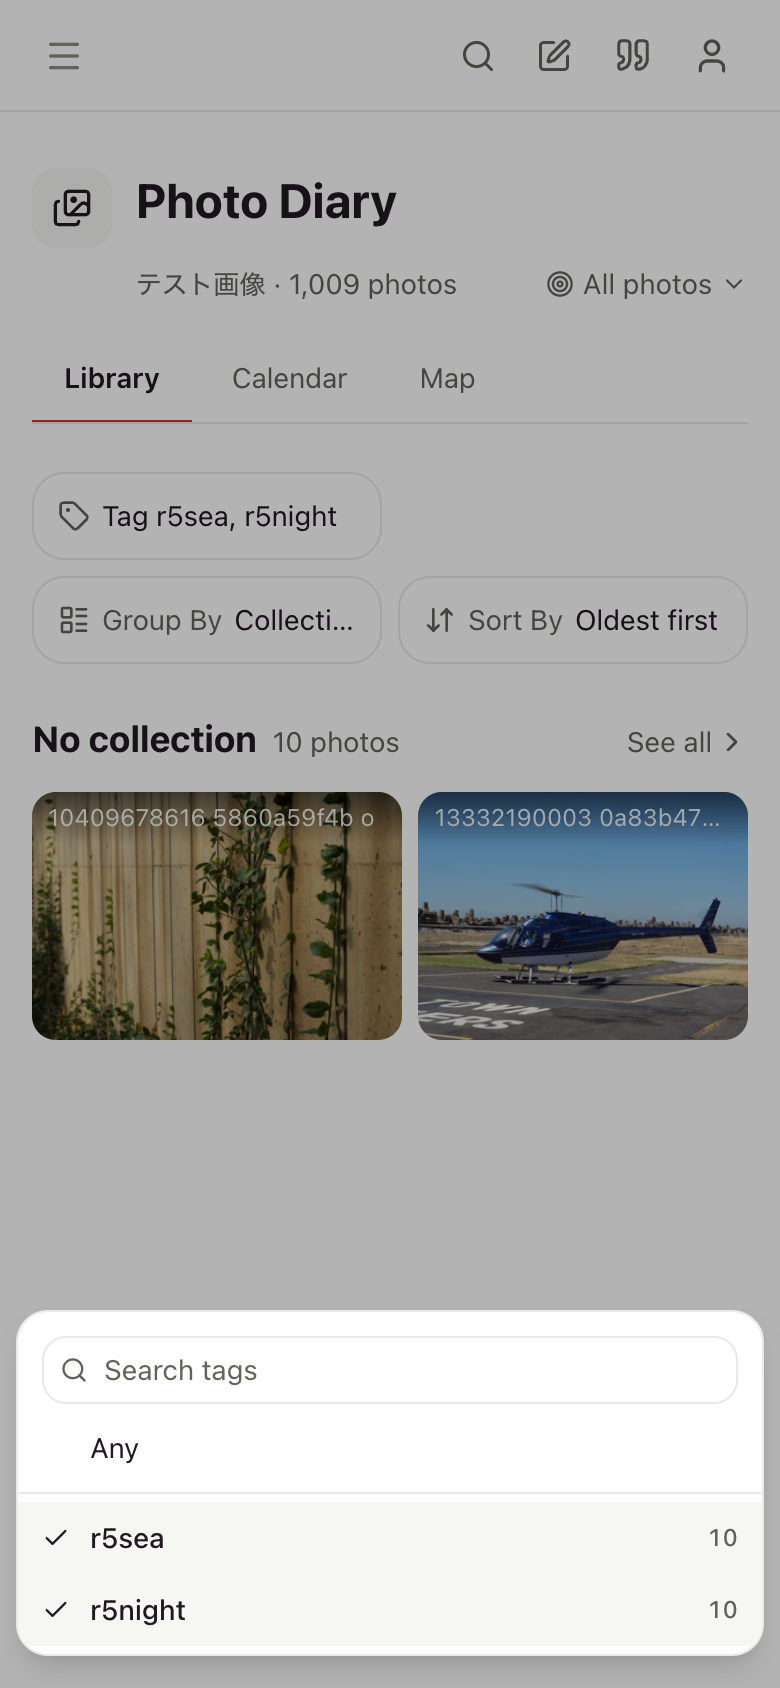 Photo Diary
テスト画像 · 1,009 photos
All photos
Library
Calendar
Map
Tag r5sea, r5night
Group By Collecti...
Sort By Oldest first
No collection 10 photos
See all
10409678616 5860a59f4b o
13332190003 0a83b47...
TOWN
ERS
Search tags
Any
r5sea 10
r5night 10